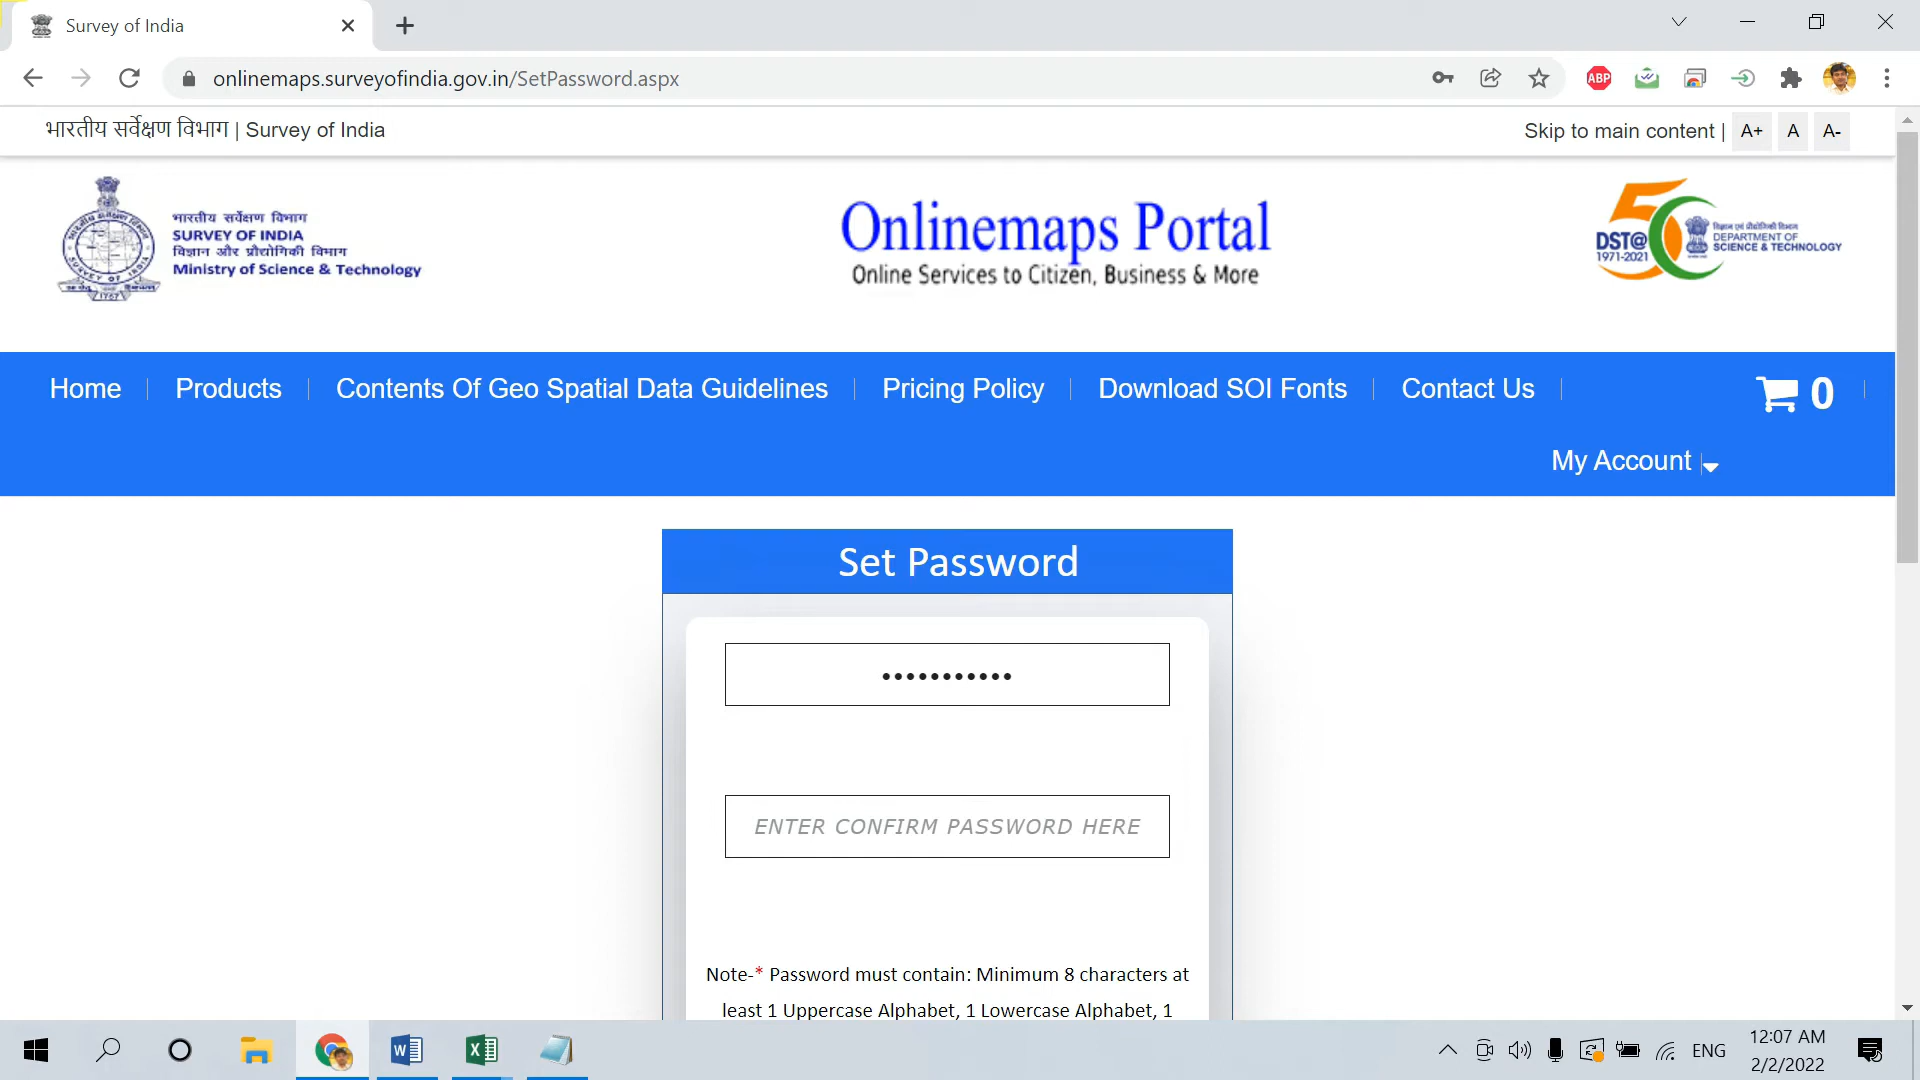 Survey of India
onlinemaps.surveyofindia.gov.in/SetPassword.aspx
ABP
भारतीय सर्वेक्षण विभाग | Survey of India
Skip to main content | A+ A A-
भारतीय सर्वेक्षण विभाग
SURVEY OF INDIA
विज्ञान और प्रौद्योगिकी विभाग
Ministry of Science & Technology
Onlinemaps Portal
Online Services to Citizen, Business & More
DST@50
1971-2021
विज्ञान एवं प्रौद्योगिकी विभाग
DEPARTMENT OF
SCIENCE & TECHNOLOGY
Home
Products
Contents Of Geo Spatial Data Guidelines
Pricing Policy
Download SOI Fonts
Contact Us
0
My Account
Set Password
ENTER CONFIRM PASSWORD HERE
Note-* Password must contain: Minimum 8 characters at
least 1 Uppercase Alphabet, 1 Lowercase Alphabet, 1
ENG
12:07 AM
2/2/2022